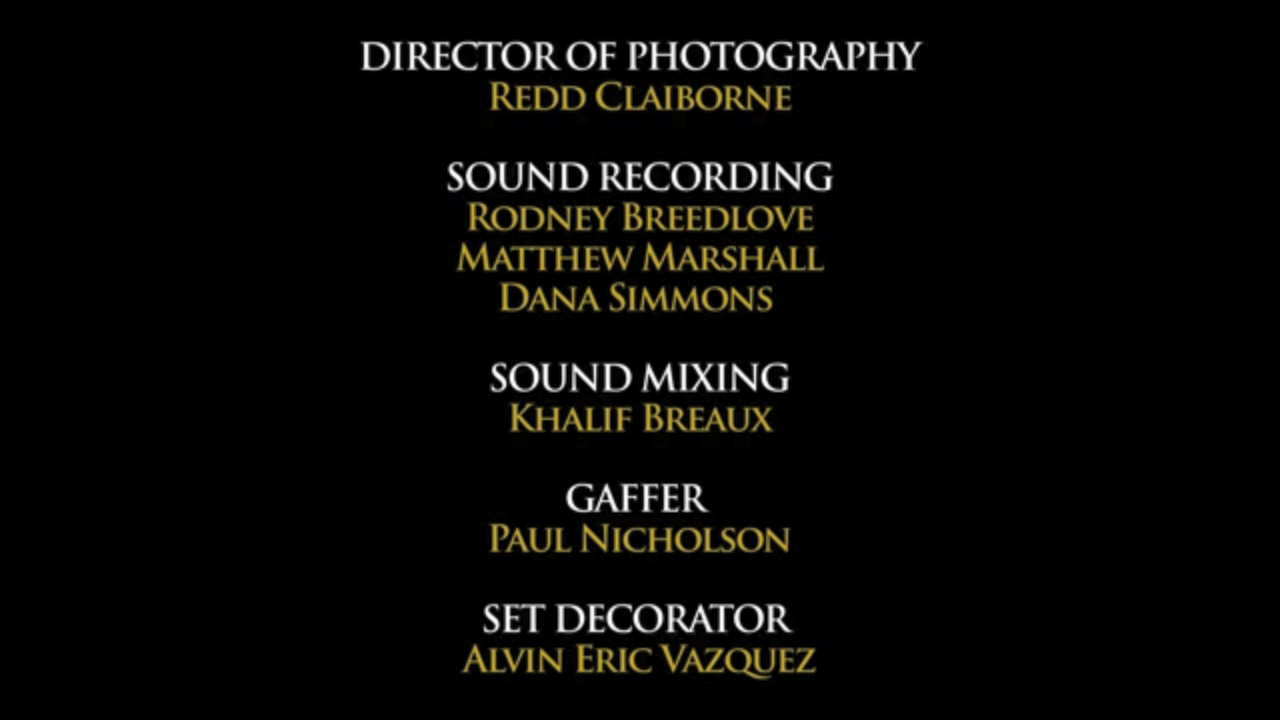 DIRECTOR OF PHOTOGRAPHY
REDD CLAIBORNE
SOUND RECORDING
RODNEY BREEDLOVE
MATTHEW MARSHALL
DANA SIMMONS
SOUND MIXING
KHALIF BREAUX
GAFFER
PAUL NICHOLSON
SET DECORATOR
ALVIN ERIC VAZQUEZ